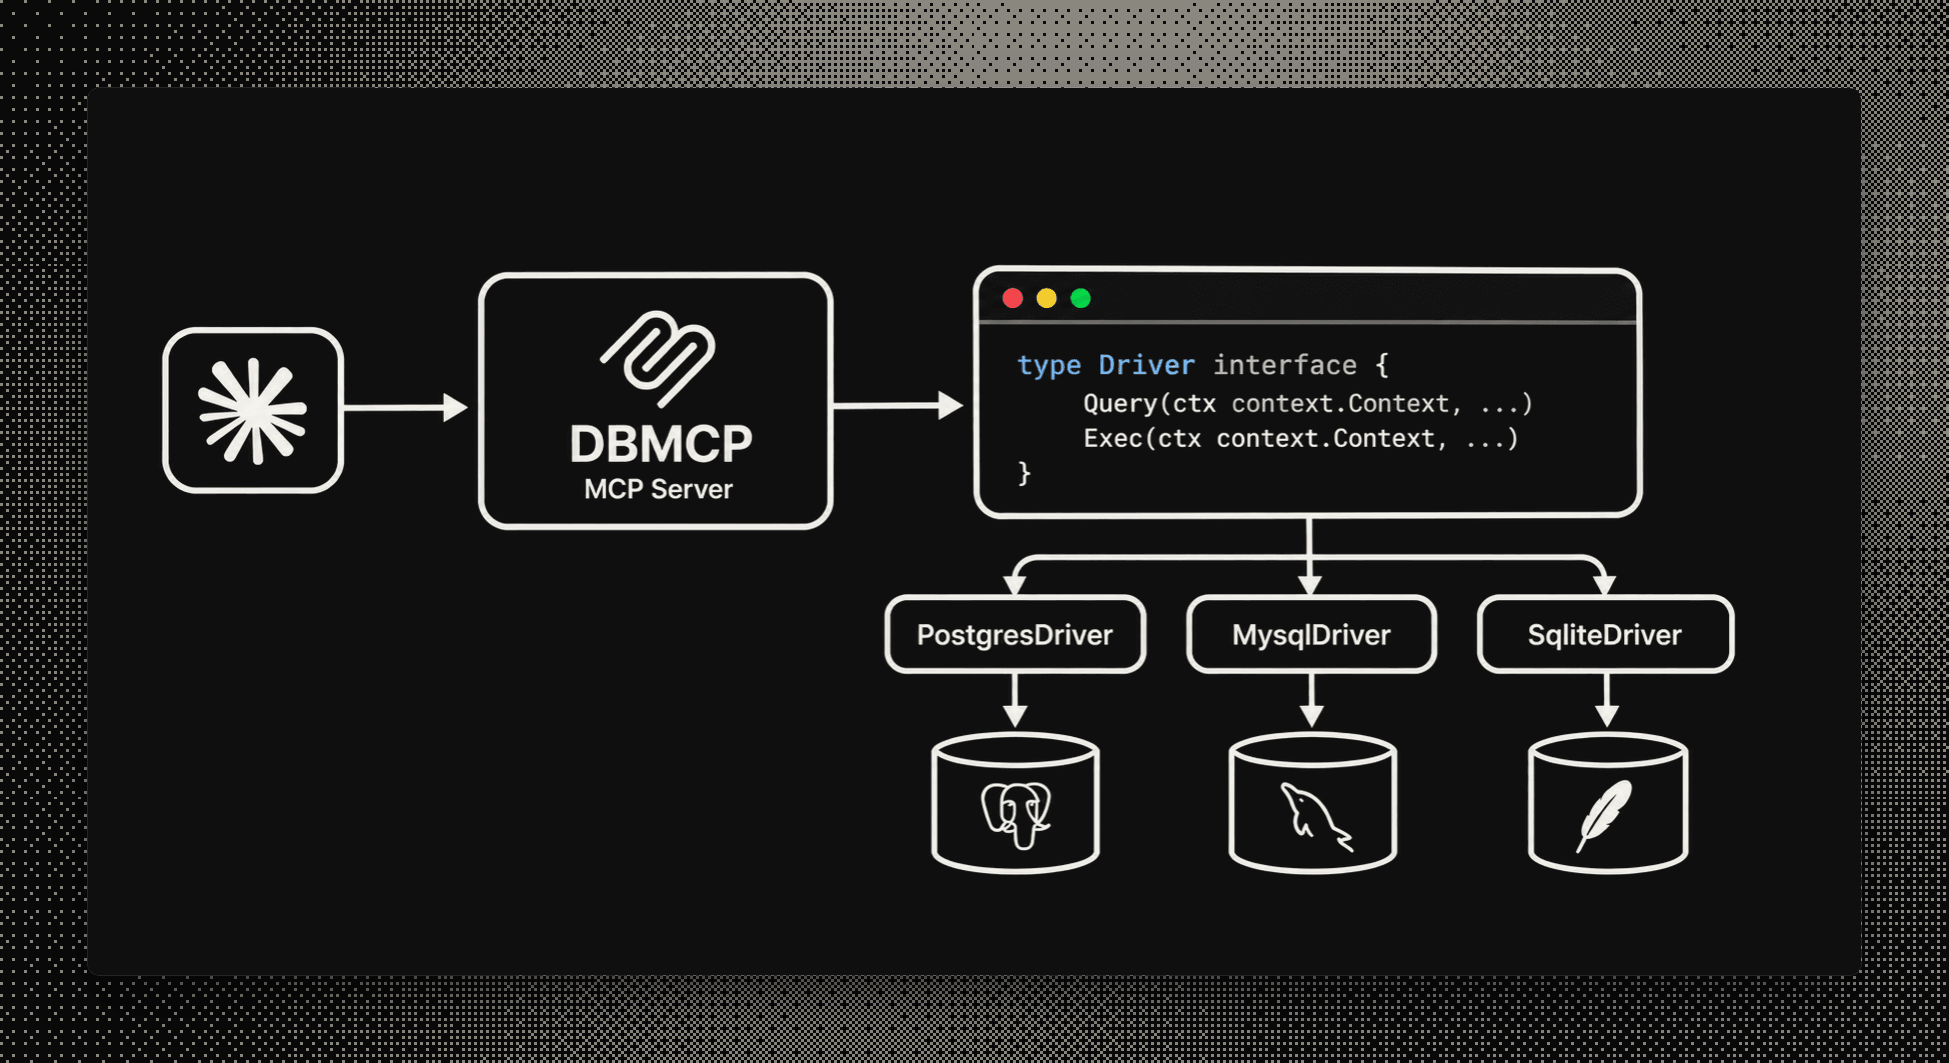 DBMCP
MCP Server
type Driver interface {
    Query(ctx context.Context, ...)
    Exec(ctx context.Context, ...)
}
PostgresDriver
MysqlDriver
SqliteDriver